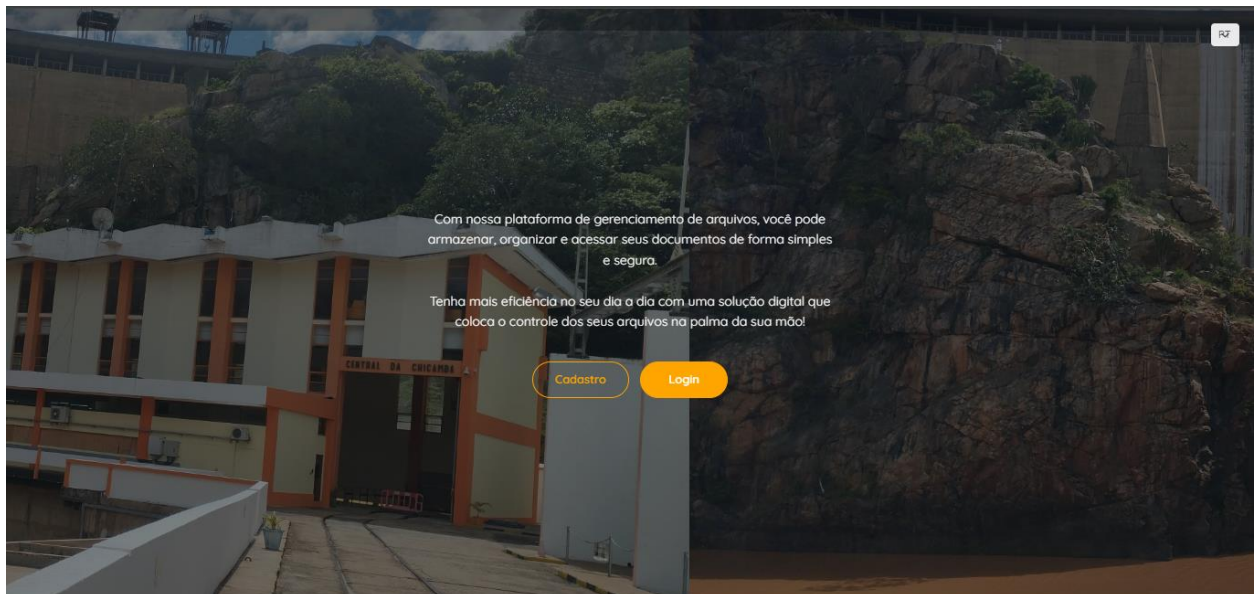 Com nossa plataforma de gerenciamento de arquivos, você pode
armazenar, organizar e acessar seus documentos de forma simples
e segura.
Tenha mais eficiência no seu dia a dia com uma solução digital que
coloca o controle dos seus arquivos na palma da sua mão!
CENTRAL DA CHICAMBA
Cadastro Login